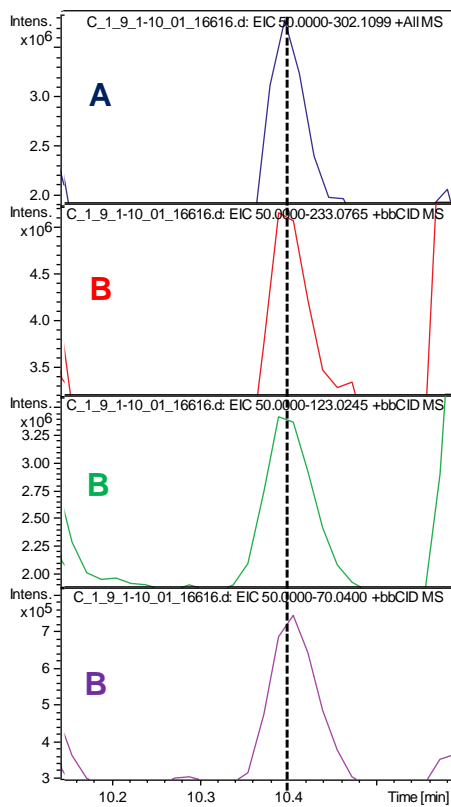 Intens. C_1_9_1-10_01_16616.d: EIC 50.0000-302.1099 +All MS
x10⁶
3.0
A
2.5
2.0
Intens. C_1_9_1-10_01_16616.d: EIC 50.0000-233.0765 +bbCID MS
x10⁶
4.5
B
4.0
3.5
Intens. C_1_9_1-10_01_16616.d: EIC 50.0000-123.0245 +bbCID MS
x10⁶
3.25
3.00
2.75
B
2.50
2.25
2.00
Intens. C_1_9_1-10_01_16616.d: EIC 50.0000-70.0400 +bbCID MS
x10⁵
7
6
B
5
4
3
10.2 10.3 10.4 Time [min]